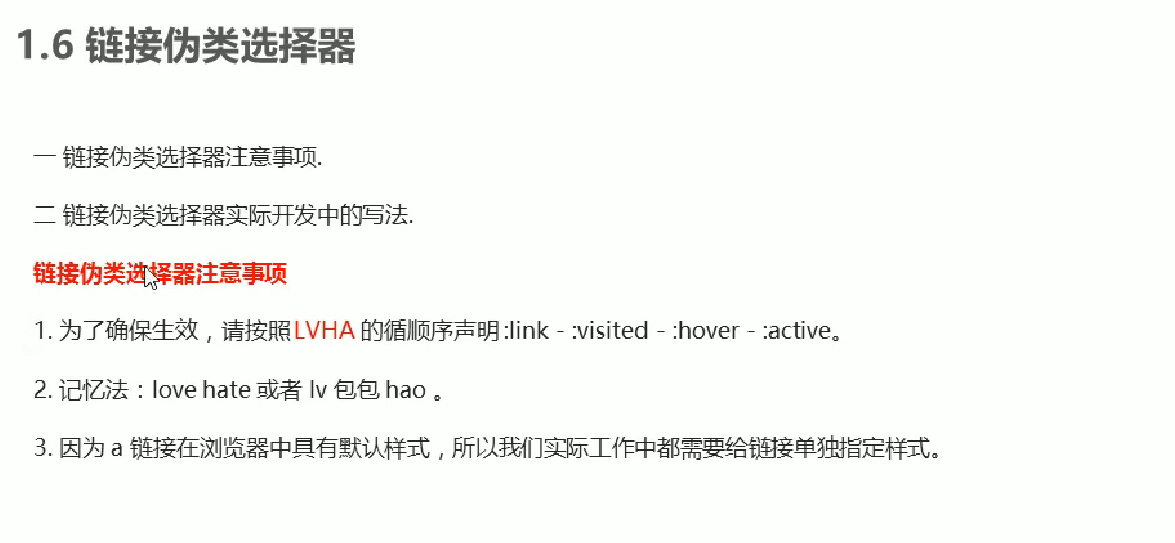 1.6 链接伪类选择器
一 链接伪类选择器注意事项.
二 链接伪类选择器实际开发中的写法.
链接伪类选择器注意事项
1. 为了确保生效，请按照LVHA 的循顺序声明:link - :visited - :hover - :active。
2. 记忆法：love hate 或者 lv 包包 hao 。
3. 因为 a 链接在浏览器中具有默认样式，所以我们实际工作中都需要给链接单独指定样式。